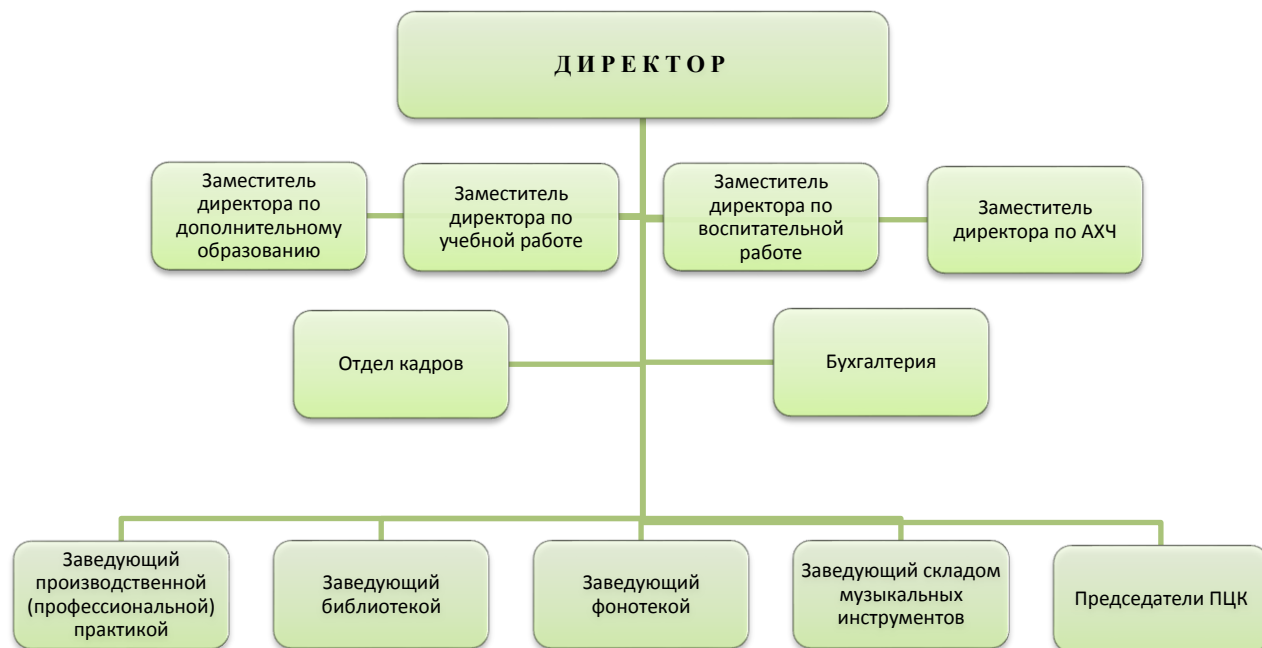 Д И Р Е К Т О Р
Заместитель
директора по
дополнительному
образованию
Заместитель
директора по
учебной работе
Заместитель
директора по
воспитательной
работе
Заместитель
директора по АХЧ
Отдел кадров
Бухгалтерия
Заведующий
производственной
(профессиональной)
практикой
Заведующий
библиотекой
Заведующий
фонотекой
Заведующий складом
музыкальных
инструментов
Председатели ПЦК